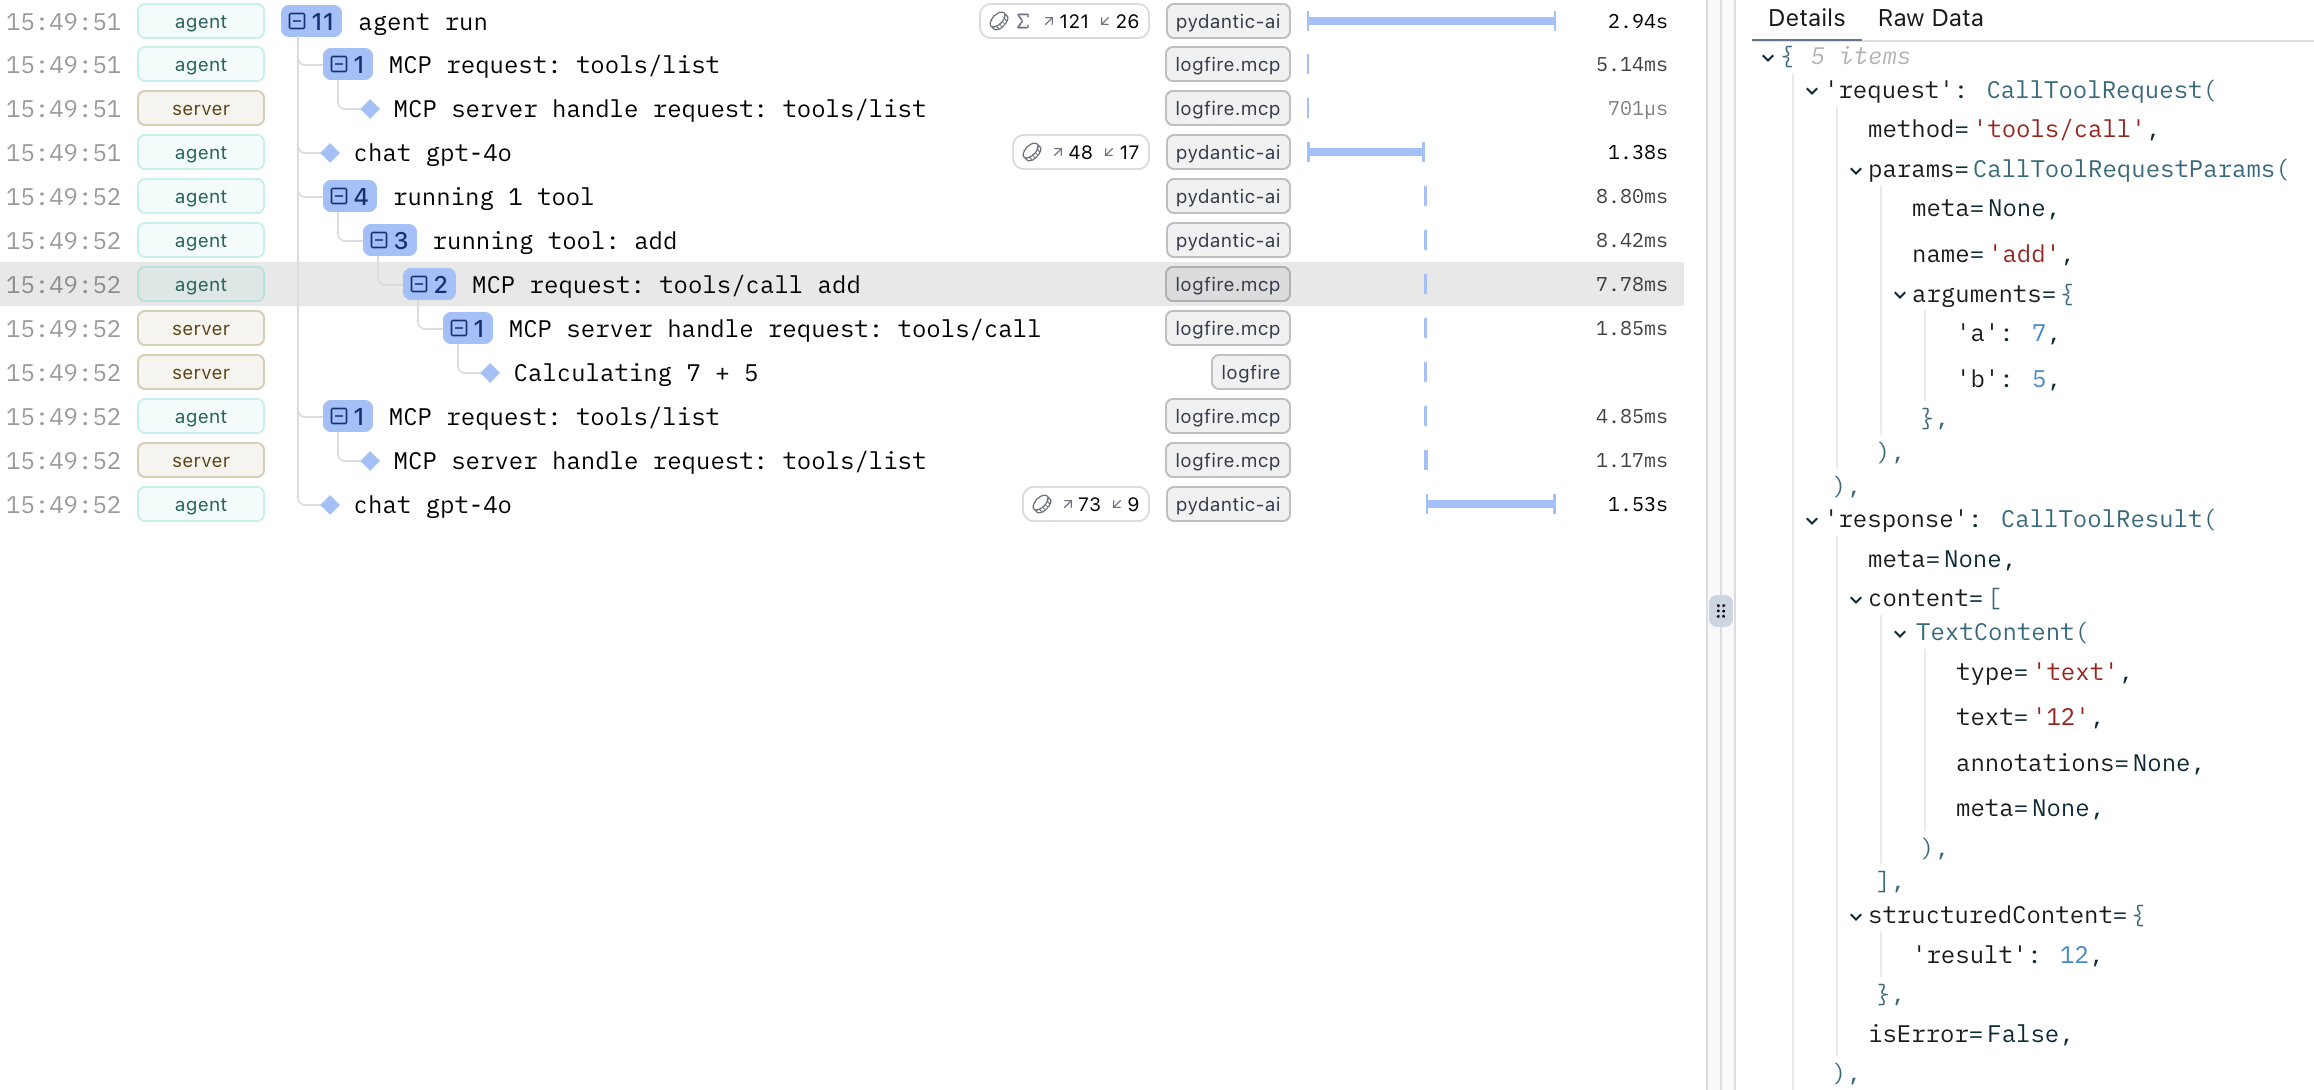 15:49:51 agent 11 agent run Σ ↗121 ↙26 pydantic-ai 2.94s
15:49:51 agent 1 MCP request: tools/list logfire.mcp 5.14ms
15:49:51 server MCP server handle request: tools/list logfire.mcp 701µs
15:49:51 agent chat gpt-4o ↗48 ↙17 pydantic-ai 1.38s
15:49:52 agent 4 running 1 tool pydantic-ai 8.80ms
15:49:52 agent 3 running tool: add pydantic-ai 8.42ms
15:49:52 agent 2 MCP request: tools/call add logfire.mcp 7.78ms
15:49:52 server 1 MCP server handle request: tools/call logfire.mcp 1.85ms
15:49:52 server Calculating 7 + 5 logfire
15:49:52 agent 1 MCP request: tools/list logfire.mcp 4.85ms
15:49:52 server MCP server handle request: tools/list logfire.mcp 1.17ms
15:49:52 agent chat gpt-4o ↗73 ↙9 pydantic-ai 1.53s
Details Raw Data
{ 5 items
'request': CallToolRequest(
method='tools/call',
params=CallToolRequestParams(
meta=None,
name='add',
arguments={
'a': 7,
'b': 5,
},
),
),
'response': CallToolResult(
meta=None,
content=[
TextContent(
type='text',
text='12',
annotations=None,
meta=None,
),
],
structuredContent={
'result': 12,
},
isError=False,
),